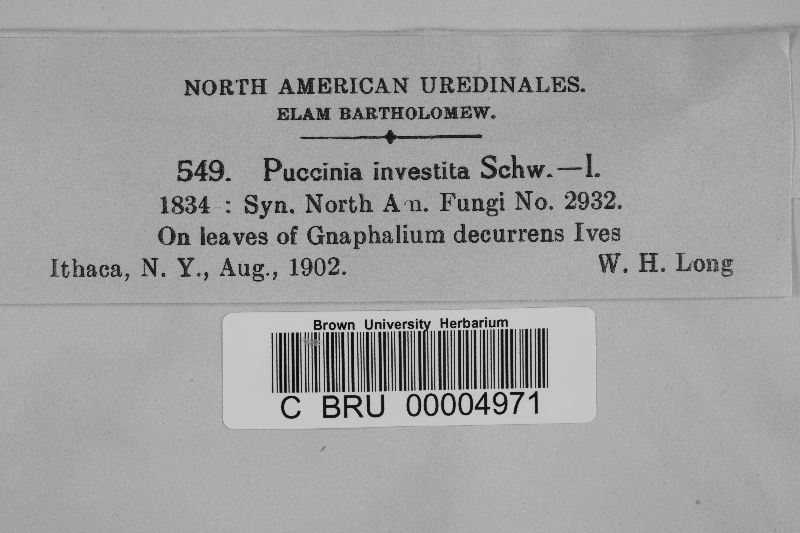 NORTH AMERICAN UREDINALES.
ELAM BARTHOLOMEW.
549. Puccinia investita Schw.—I.
1834 : Syn. North Am. Fungi No. 2932.
On leaves of Gnaphalium decurrens Ives
Ithaca, N. Y., Aug., 1902. W. H. Long
Brown University Herbarium
C BRU 00004971